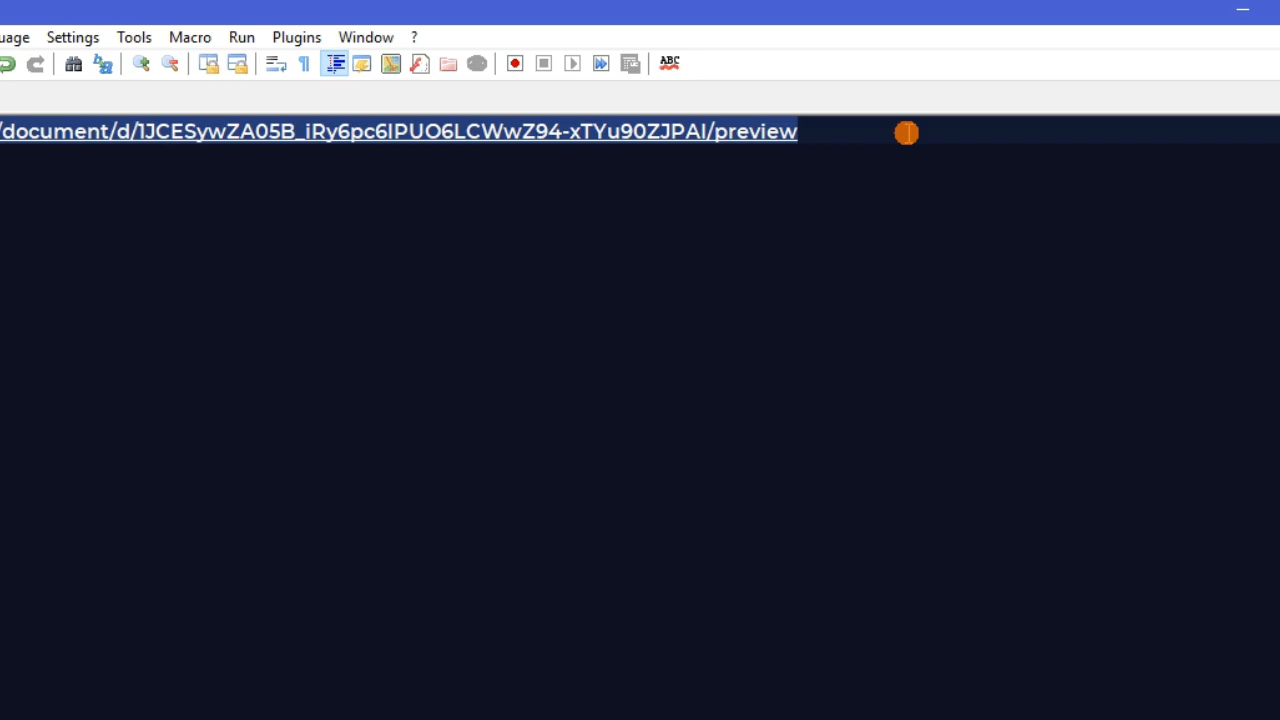 uage Settings Tools Macro Run Plugins Window ?
ABC
/document/d/1JCESywZA05B_iRy6pc6IPUO6LCWwZ94-xTYu90ZJPAI/preview